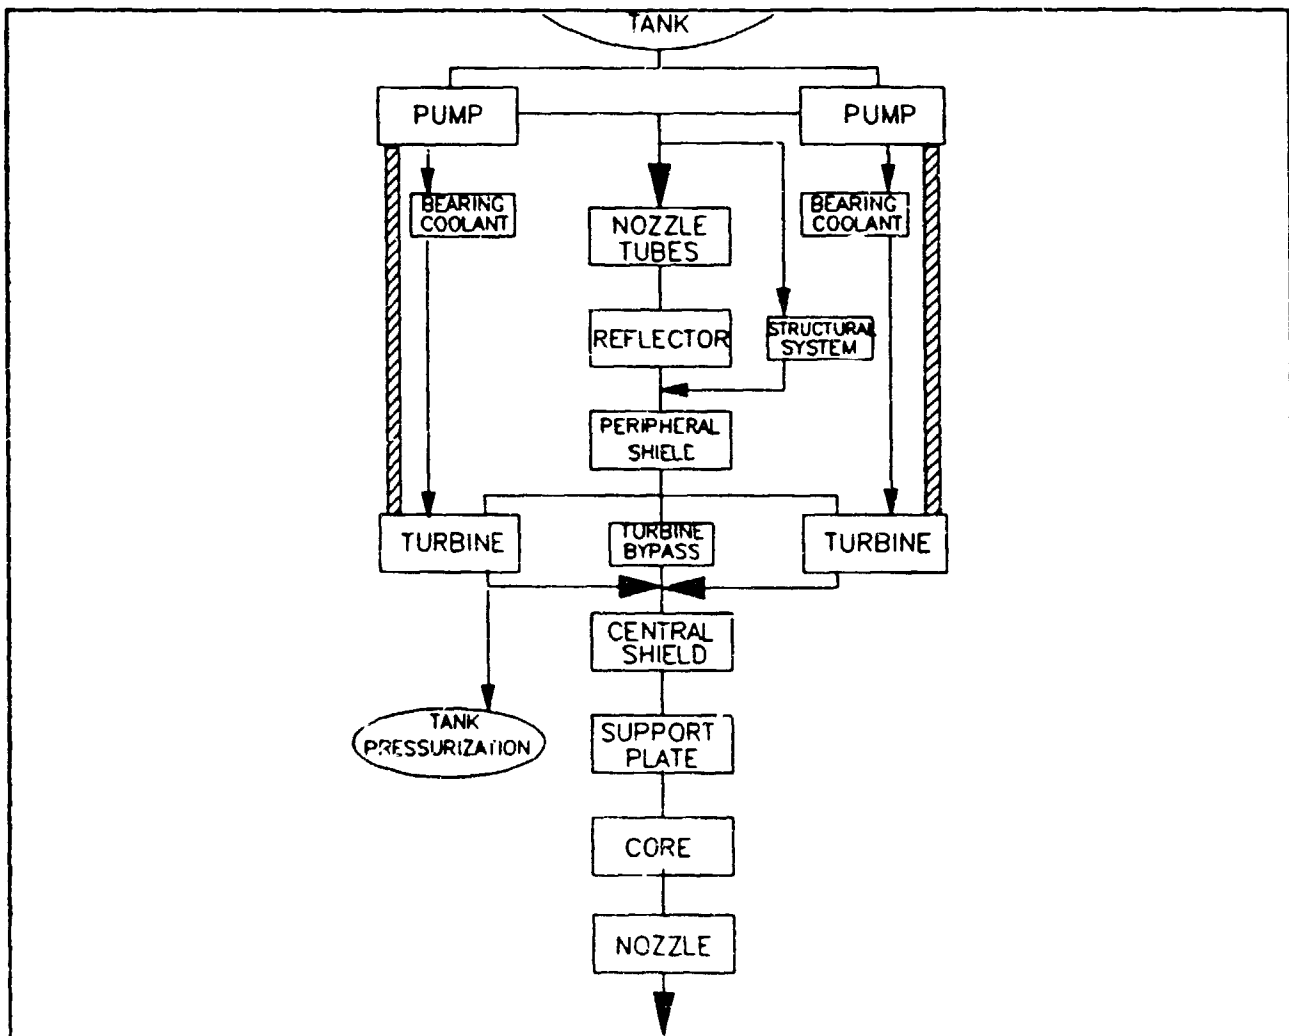 TANK
PUMP
PUMP
BEARING
COOLANT
BEARING
COOLANT
NOZZLE
TUBES
REFLECTOR
STRUCTURAL
SYSTEM
PERIPHERAL
SHIELE
TURBINE
TURBINE
BYPASS
TURBINE
CENTRAL
SHIELD
TANK
PRESSURIZATION
SUPPORT
PLATE
CORE
NOZZLE